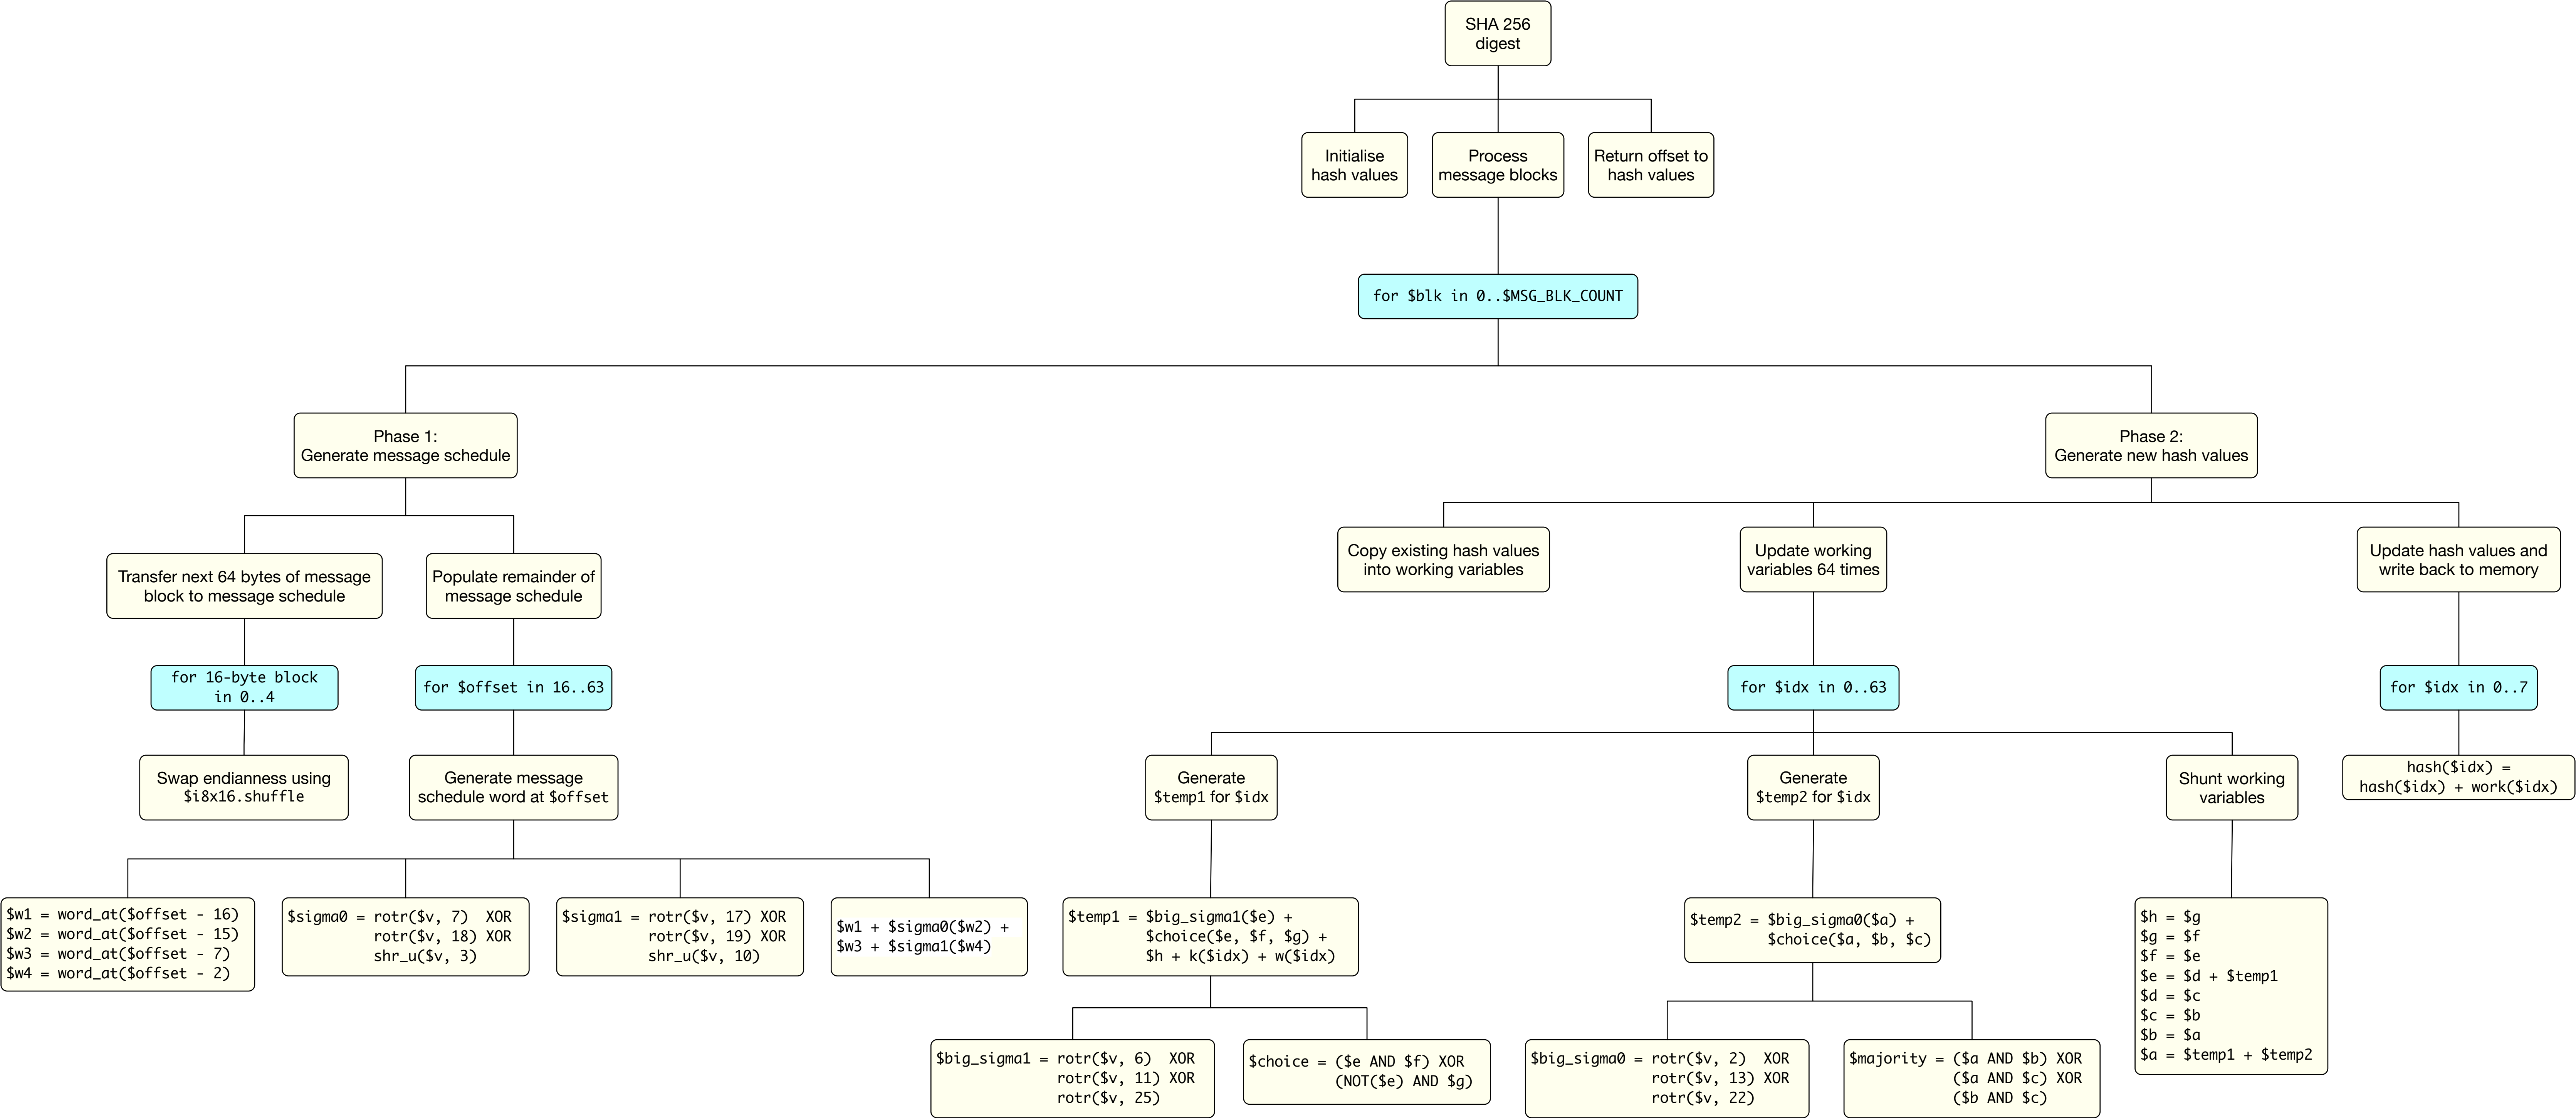 SHA 256
digest
Initialise
hash values
Process
message blocks
Return offset to
hash values
for $blk in 0..$MSG_BLK_COUNT
Phase 1:
Generate message schedule
Phase 2:
Generate new hash values
Transfer next 64 bytes of message
block to message schedule
Populate remainder of
message schedule
Copy existing hash values
into working variables
Update working
variables 64 times
Update hash values and
write back to memory
for 16-byte block
in 0..4
for $offset in 16..63
for $idx in 0..63
for $idx in 0..7
Swap endianness using
$i8x16.shuffle
Generate message
schedule word at $offset
Generate
$temp1 for $idx
Generate
$temp2 for $idx
Shunt working
variables
hash($idx) =
hash($idx) + work($idx)
$w1 = word_at($offset - 16)
$w2 = word_at($offset - 15)
$w3 = word_at($offset - 7)
$w4 = word_at($offset - 2)
$sigma0 = rotr($v, 7)  XOR
rotr($v, 18) XOR
shr_u($v, 3)
$sigma1 = rotr($v, 17) XOR
rotr($v, 19) XOR
shr_u($v, 10)
$w1 + $sigma0($w2) +
$w3 + $sigma1($w4)
$temp1 = $big_sigma1($e) +
$choice($e, $f, $g) +
$h + k($idx) + w($idx)
$temp2 = $big_sigma0($a) +
$choice($a, $b, $c)
$h = $g
$g = $f
$f = $e
$e = $d + $temp1
$d = $c
$c = $b
$b = $a
$a = $temp1 + $temp2
$big_sigma1 = rotr($v, 6)  XOR
rotr($v, 11) XOR
rotr($v, 25)
$choice = ($e AND $f) XOR
(NOT($e) AND $g)
$big_sigma0 = rotr($v, 2)  XOR
rotr($v, 13) XOR
rotr($v, 22)
$majority = ($a AND $b) XOR
($a AND $c) XOR
($b AND $c)